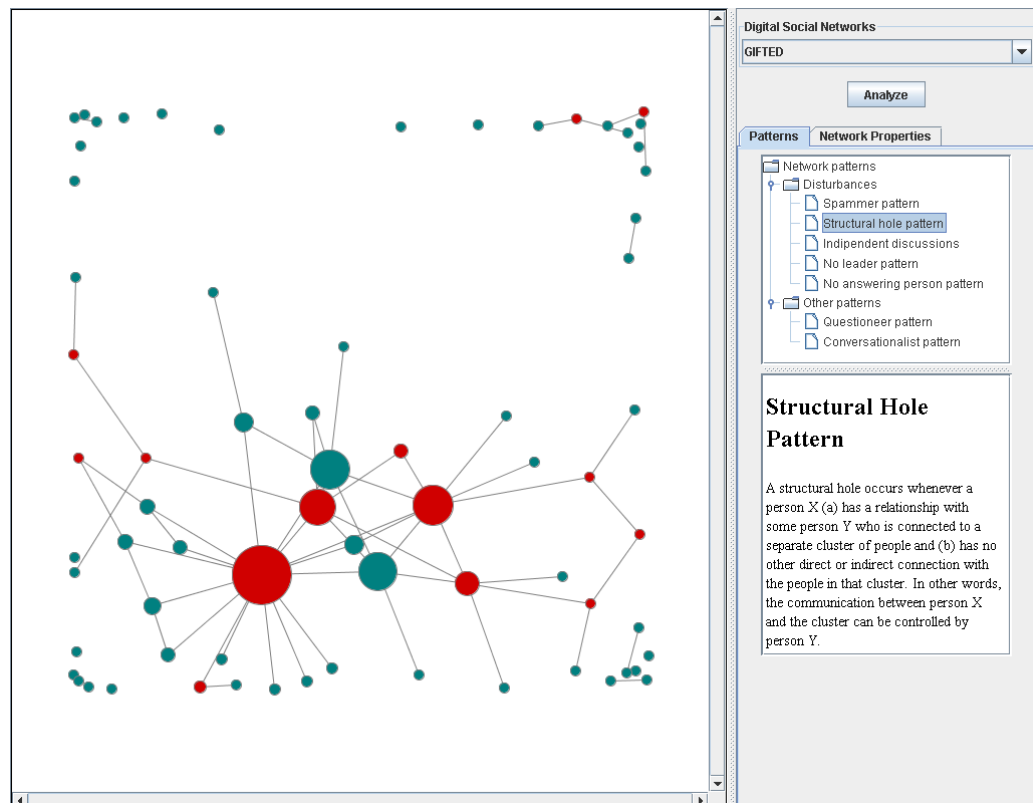 Digital Social Networks
GIFTED
Analyze
Patterns
Network Properties
Network patterns
Disturbances
Spammer pattern
Structural hole pattern
Indipendent discussions
No leader pattern
No answering person pattern
Other patterns
Questioneer pattern
Conversationalist pattern
Structural Hole
Pattern
A structural hole occurs whenever a
person X (a) has a relationship with
some person Y who is connected to a
separate cluster of people and (b) has no
other direct or indirect connection with
the people in that cluster. In other words,
the communication between person X
and the cluster can be controlled by
person Y.